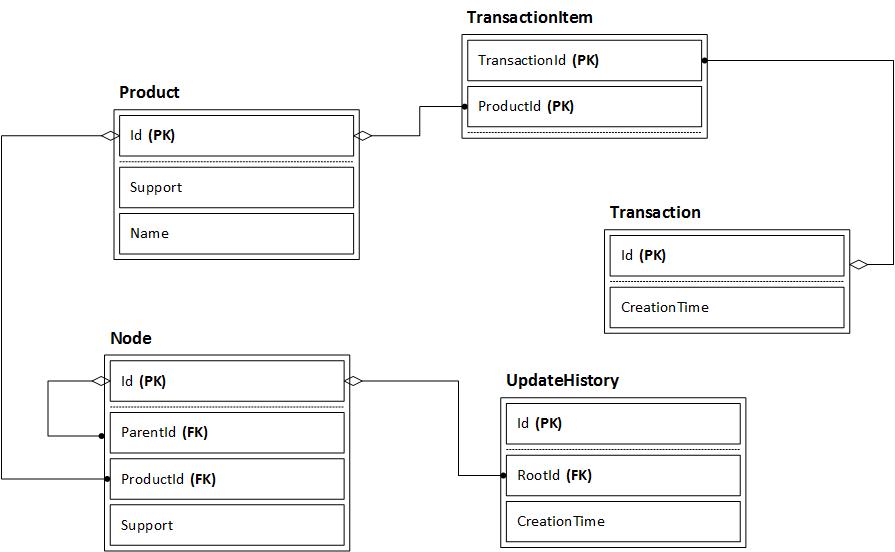 TransactionItem
TransactionId (PK)
ProductId (PK)
Product
Id (PK)
Support
Name
Transaction
Id (PK)
CreationTime
Node
Id (PK)
ParentId (FK)
ProductId (FK)
Support
UpdateHistory
Id (PK)
RootId (FK)
CreationTime